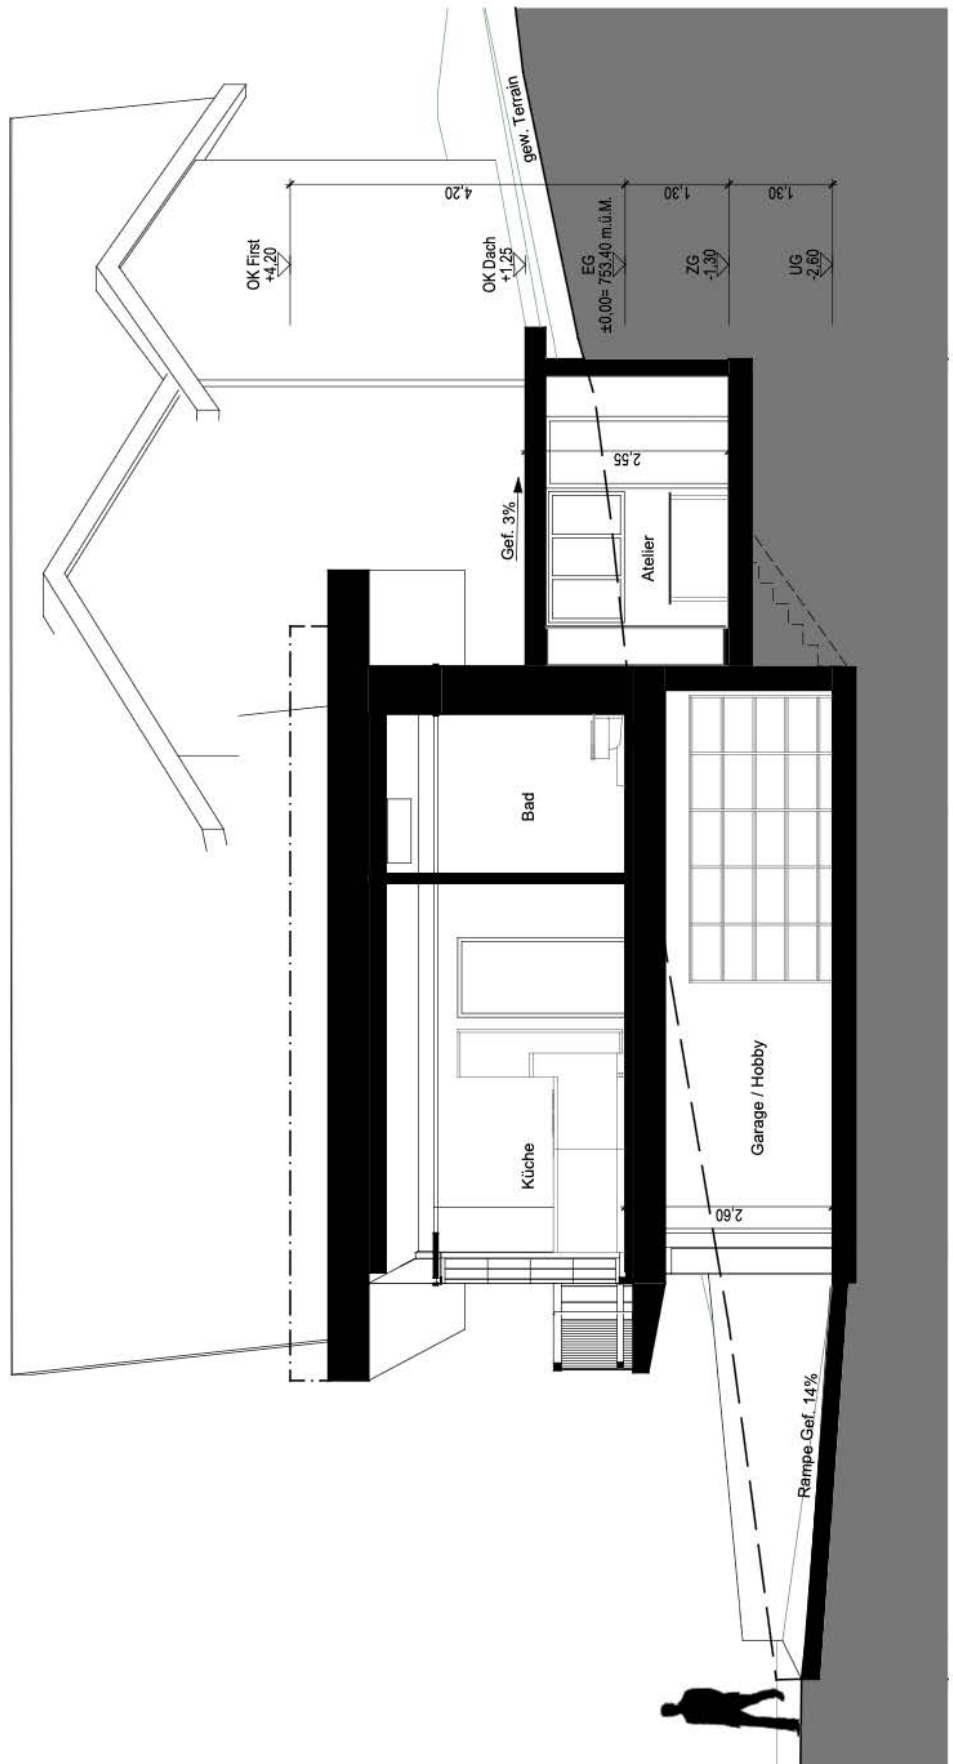 OK First
+4,20
OK Dach
+1,25
EG
±0,00= 753.40 m.ü.M.
ZG
-1,30
UG
-2,60
4,20
1,30
1,30
gew. Terrain
Gef. 3%
2,55
Atelier
Bad
Küche
Garage / Hobby
2,60
Rampe Gef. 14%